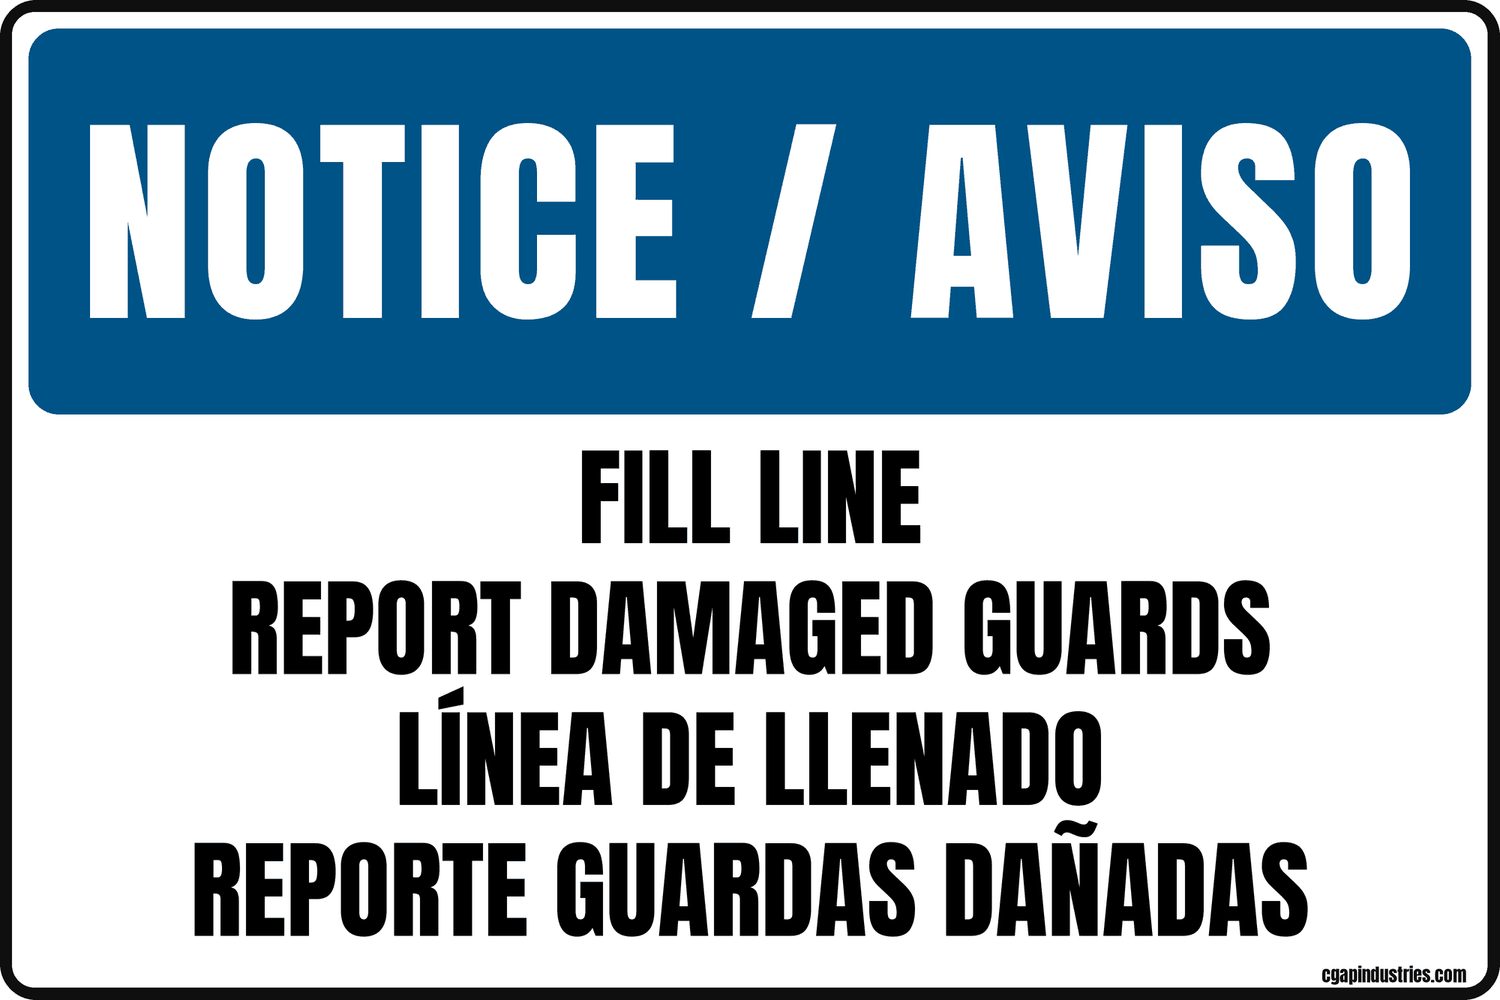 NOTICE / AVISO
FILL LINE
REPORT DAMAGED GUARDS
LÍNEA DE LLENADO
REPORTE GUARDAS DAÑADAS
cgapindustries.com